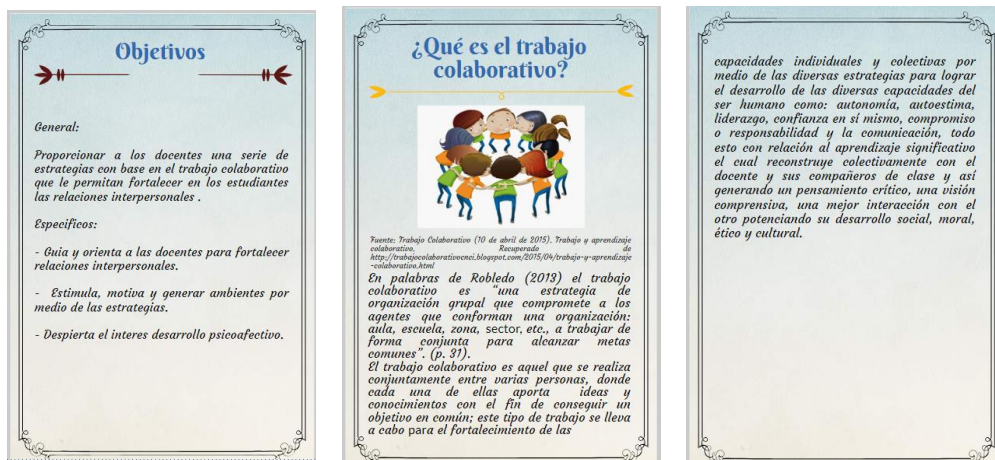 Objetivos
General:
Proporcionar a los docentes una serie de
estrategias con base en el trabajo colaborativo
que le permitan fortalecer en los estudiantes
las relaciones interpersonales .
Específicos:
- Guia y orienta a las docentes para fortalecer
relaciones interpersonales.
- Estimula, motiva y generar ambientes por
medio de las estrategias.
- Despierta el interes desarrollo psicoafectivo.
¿Qué es el trabajo
colaborativo?
Fuente: Trabajo Colaborativo (10 de abril de 2015). Trabajo y aprendizaje
colaborativo. Recuperado de
http://trabajocolaborativoenci.blogspot.com/2015/04/trabajo-y-aprendizaje
-colaborativo.html
En palabras de Robledo (2013) el trabajo
colaborativo es "una estrategia de
organización grupal que compromete a los
agentes que conforman una organización:
aula, escuela, zona, sector, etc., a trabajar de
forma conjunta para alcanzar metas
comunes". (p. 31).
El trabajo colaborativo es aquel que se realiza
conjuntamente entre varias personas, donde
cada una de ellas aporta ideas y
conocimientos con el fin de conseguir un
objetivo en común; este tipo de trabajo se lleva
a cabo para el fortalecimiento de las
capacidades individuales y colectivas por
medio de las diversas estrategias para lograr
el desarrollo de las diversas capacidades del
ser humano como: autonomía, autoestima,
liderazgo, confianza en sí mismo, compromiso
o responsabilidad y la comunicación, todo
esto con relación al aprendizaje significativo
el cual reconstruye colectivamente con el
docente y sus compañeros de clase y así
generando un pensamiento crítico, una visión
comprensiva, una mejor interacción con el
otro potenciando su desarrollo social, moral,
ético y cultural.